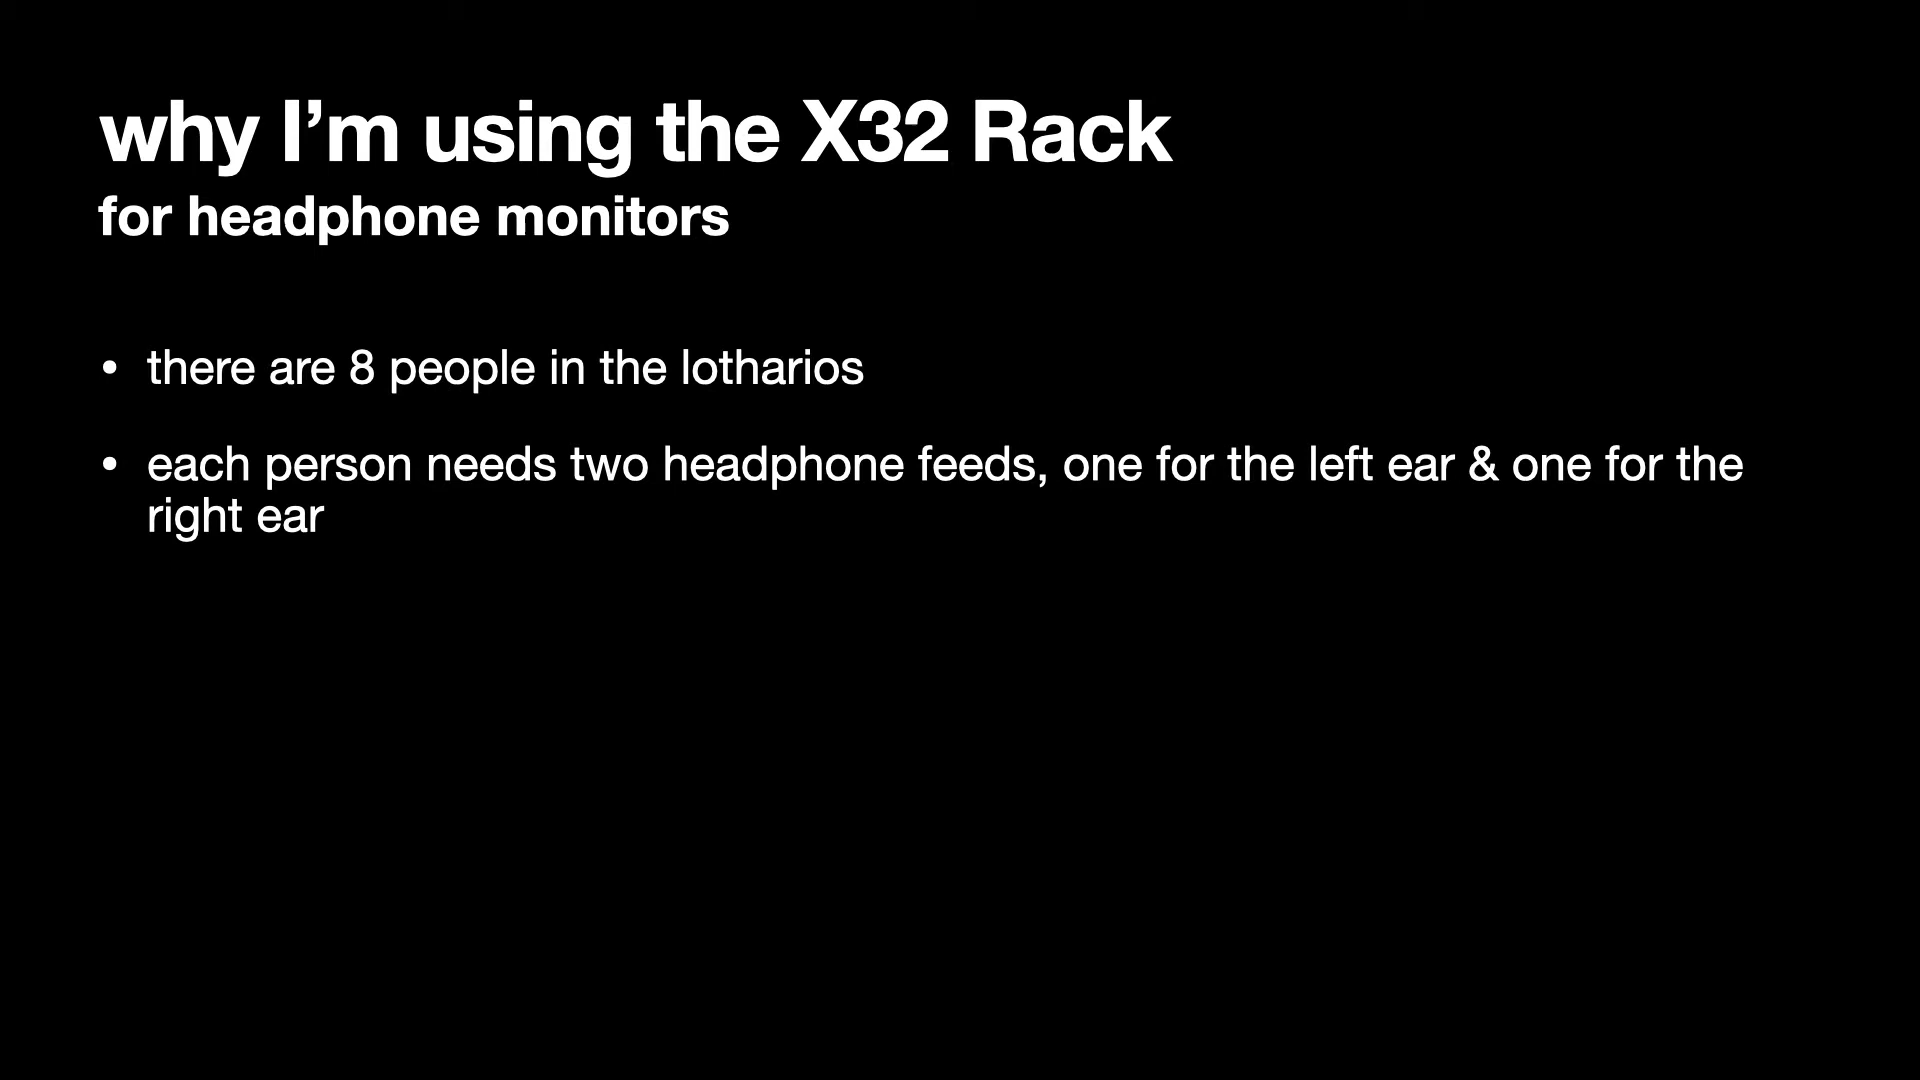 why I’m using the X32 Rack
for headphone monitors
• there are 8 people in the lotharios
• each person needs two headphone feeds, one for the left ear & one for the
right ear